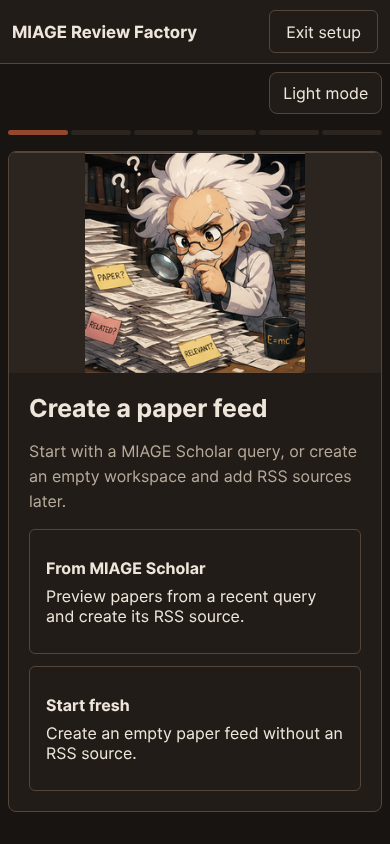 MIAGE Review Factory
Exit setup
Light mode
? ?
PAPER?
RELATED?
RELEVANT?
E=mc²
Create a paper feed
Start with a MIAGE Scholar query, or create
an empty workspace and add RSS sources
later.
From MIAGE Scholar
Preview papers from a recent query
and create its RSS source.
Start fresh
Create an empty paper feed without an
RSS source.